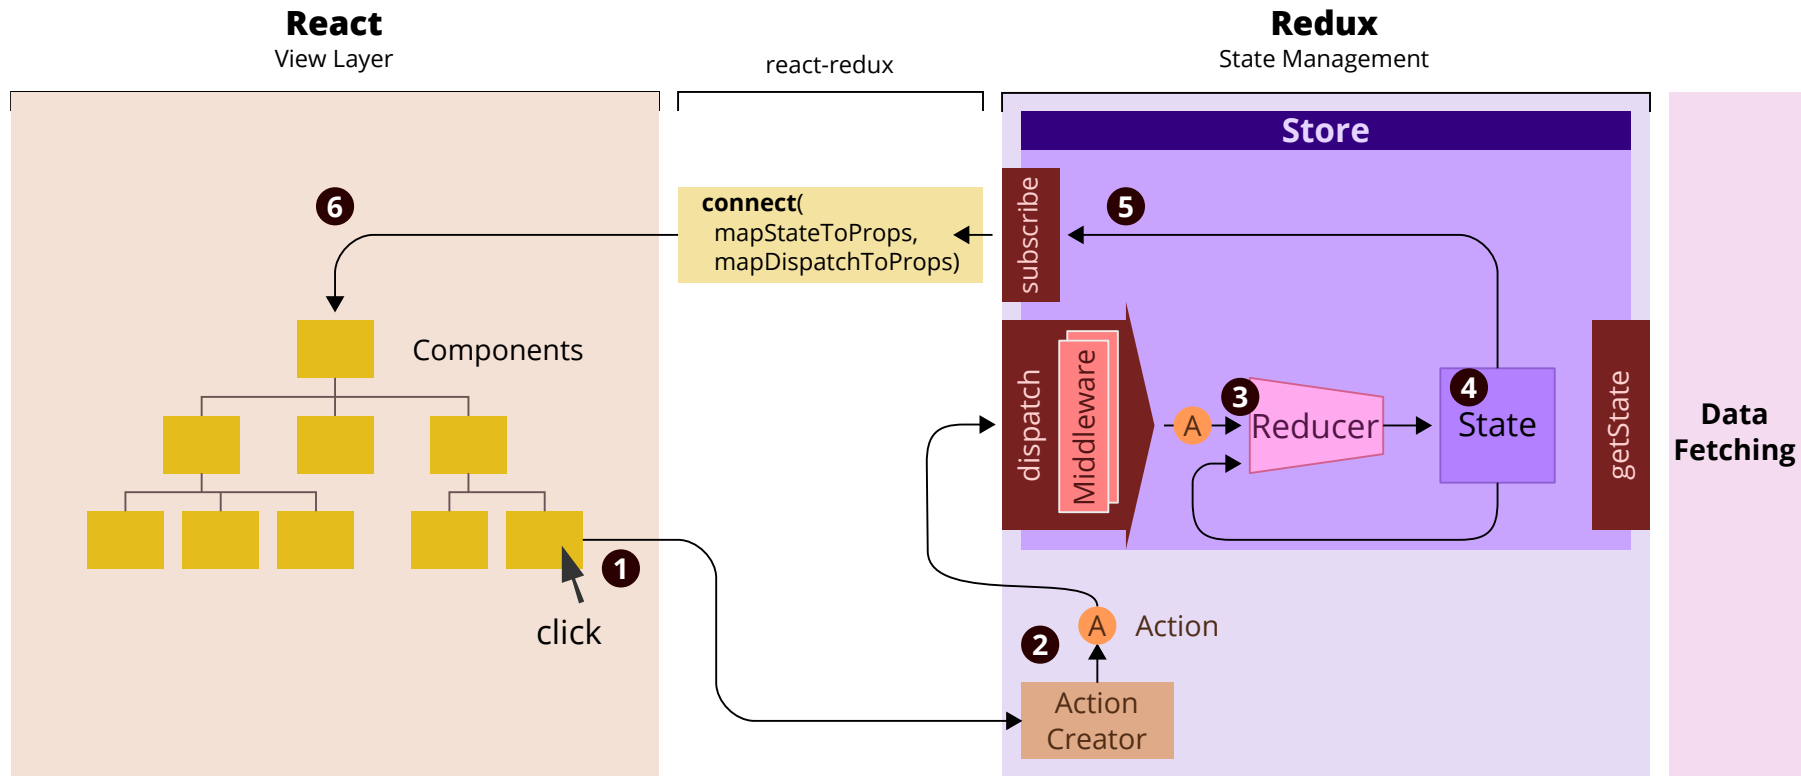 React
View Layer
react-redux
Redux
State Management
Store
6
connect(
mapStateToProps,
mapDispatchToProps)
subscribe
5
Components
dispatch
Middleware
A
3
Reducer
4
State
getState
Data
Fetching
1
click
2
A
Action
Action
Creator